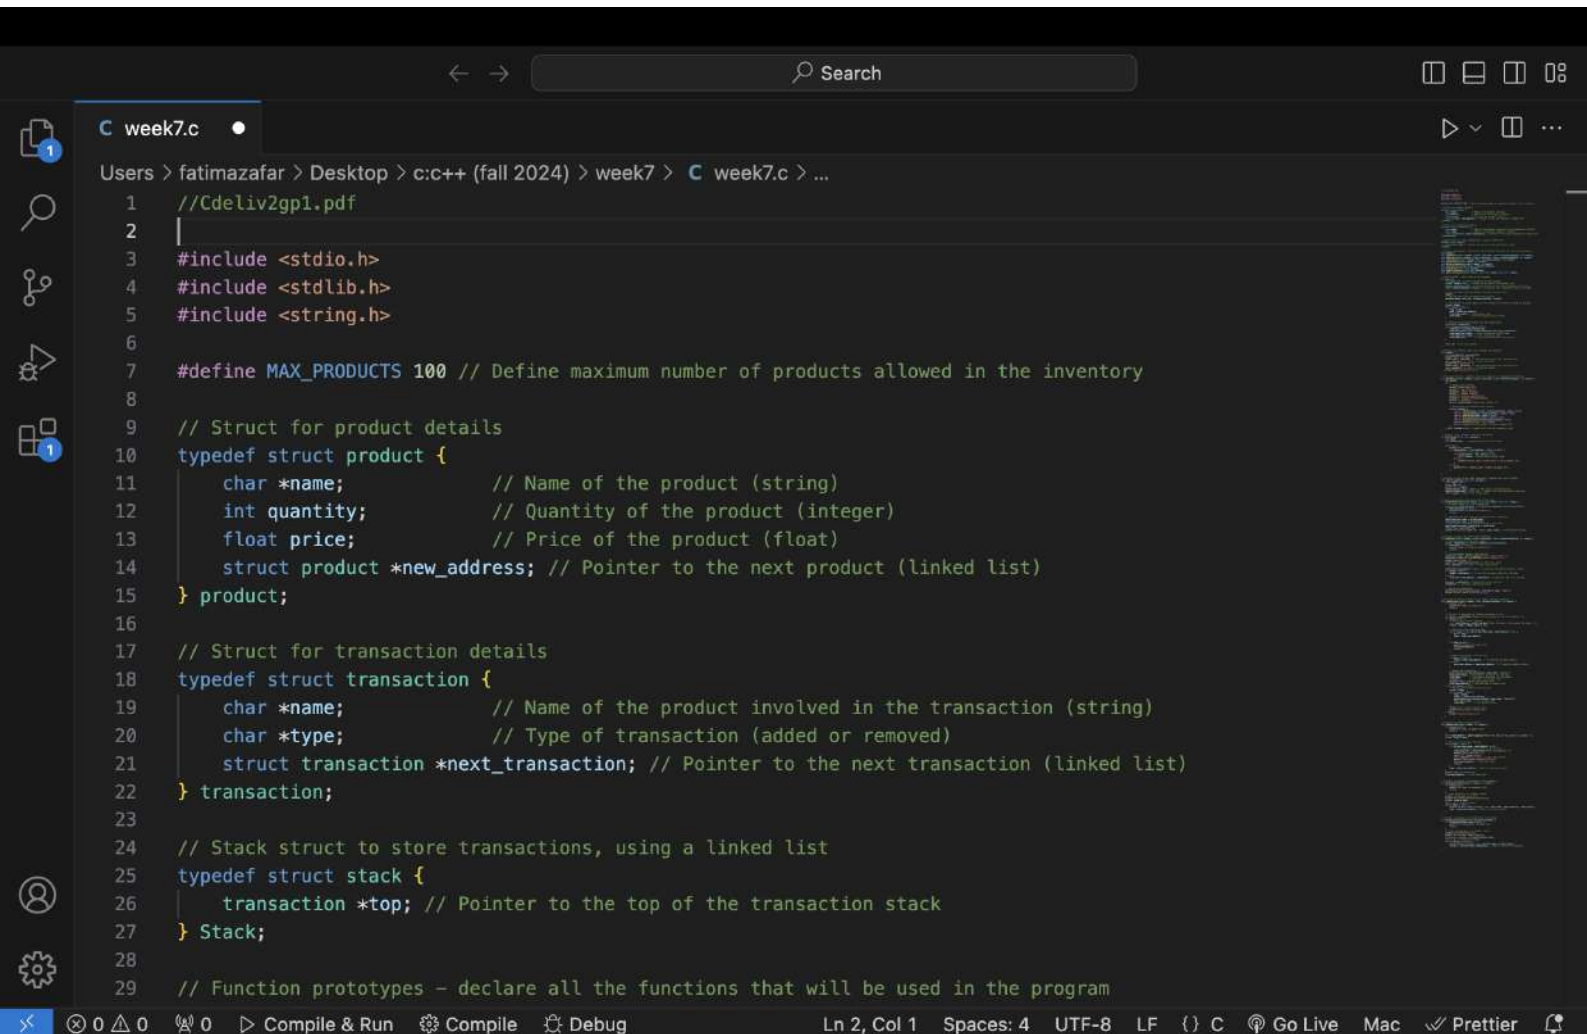 Search
C week7.c
Users > fatimazafar > Desktop > c:c++ (fall 2024) > week7 > C week7.c > ...
1 //Cdeliv2gp1.pdf
2
3 #include <stdio.h>
4 #include <stdlib.h>
5 #include <string.h>
6
7 #define MAX_PRODUCTS 100 // Define maximum number of products allowed in the inventory
8
9 // Struct for product details
10 typedef struct product {
11 char *name; // Name of the product (string)
12 int quantity; // Quantity of the product (integer)
13 float price; // Price of the product (float)
14 struct product *new_address; // Pointer to the next product (linked list)
15 } product;
16
17 // Struct for transaction details
18 typedef struct transaction {
19 char *name; // Name of the product involved in the transaction (string)
20 char *type; // Type of transaction (added or removed)
21 struct transaction *next_transaction; // Pointer to the next transaction (linked list)
22 } transaction;
23
24 // Stack struct to store transactions, using a linked list
25 typedef struct stack {
26 transaction *top; // Pointer to the top of the transaction stack
27 } Stack;
28
29 // Function prototypes – declare all the functions that will be used in the program
1
1
0 0 0 Compile & Run Compile Debug Ln 2, Col 1 Spaces: 4 UTF-8 LF {} C Go Live Mac Prettier